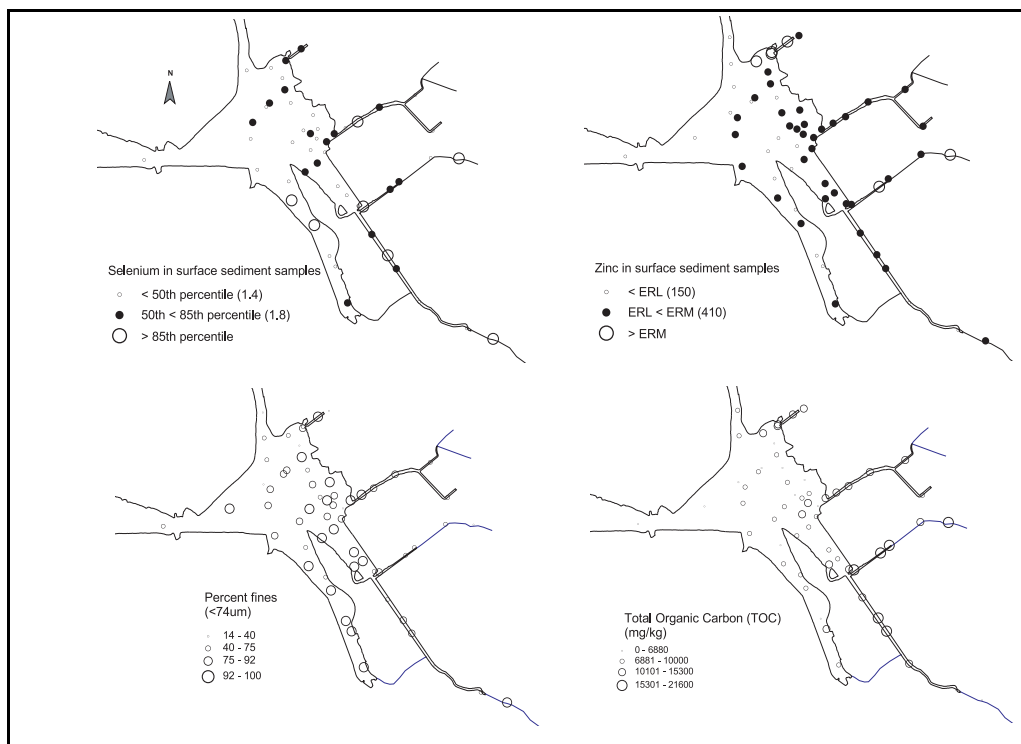 N
Selenium in surface sediment samples
< 50th percentile (1.4)
50th < 85th percentile (1.8)
> 85th percentile
Zinc in surface sediment samples
< ERL (150)
ERL < ERM (410)
> ERM
Percent fines
(<74um)
14 - 40
40 - 75
75 - 92
92 - 100
Total Organic Carbon (TOC)
(mg/kg)
0 - 6880
6881 - 10000
10101 - 15300
15301 - 21600